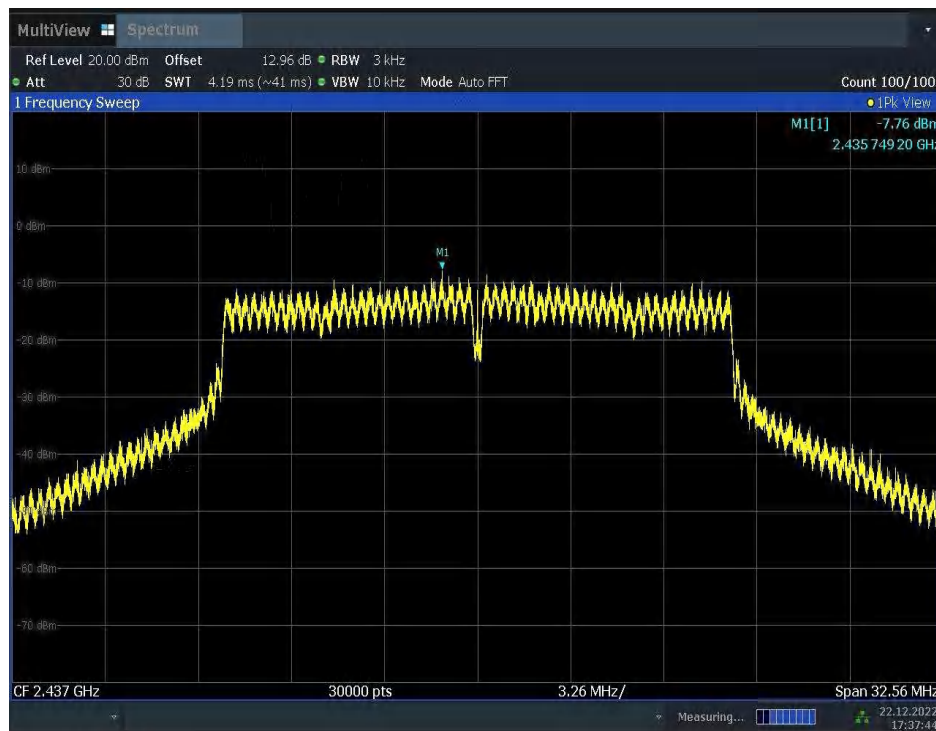 MultiView Spectrum
Ref Level 20.00 dBm Offset 12.96 dB RBW 3 kHz
Att 30 dB SWT 4.19 ms (~41 ms) VBW 10 kHz Mode Auto FFT Count 100/100
1 Frequency Sweep 1Pk View
M1[1] -7.76 dBm
2.435 749 20 GHz
10 dBm
0 dBm
M1
-10 dBm
-20 dBm
-30 dBm
-40 dBm
-60 dBm
-70 dBm
CF 2.437 GHz 30000 pts 3.26 MHz/ Span 32.56 MHz
Measuring... 22.12.2022
17:37:44